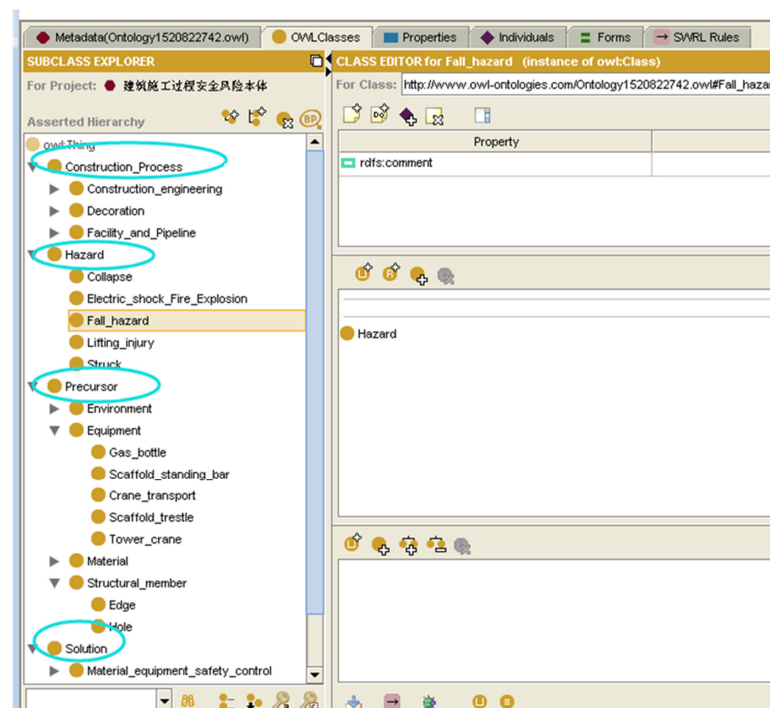 Metadata(Ontology1520822742.owl)
OWLClasses
Properties
Individuals
Forms
SWRL Rules
SUBCLASS EXPLORER
For Project: 建筑施工过程安全风险本体
Asserted Hierarchy
BP
owl:Thing
Construction_Process
Construction_engineering
Decoration
Facility_and_Pipeline
Hazard
Collapse
Electric_shock_Fire_Explosion
Fall_hazard
Lifting_injury
Struck
Precursor
Environment
Equipment
Gas_bottle
Scaffold_standing_bar
Crane_transport
Scaffold_trestle
Tower_crane
Material
Structural_member
Edge
Hole
Solution
Material_equipment_safety_control
CLASS EDITOR for Fall_hazard (instance of owl:Class)
For Class: http://www.owl-ontologies.com/Ontology1520822742.owl#Fall_hazar
Property
rdfs:comment
Hazard